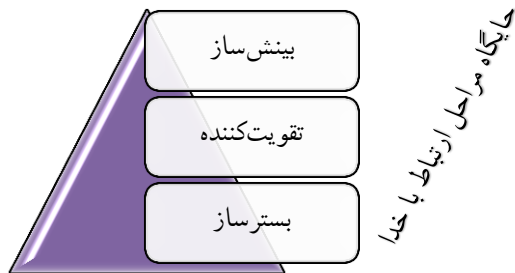 جایگاه مراحل ارتباط با خدا
بینش‌ساز
تقویت‌کننده
بسترساز